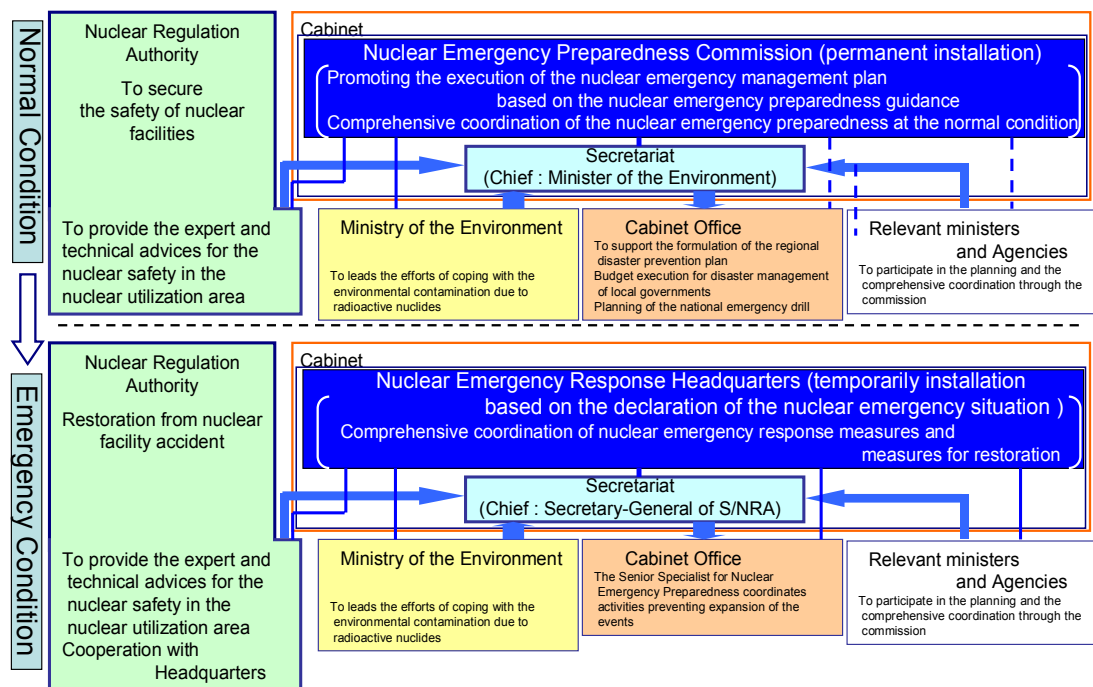 Normal Condition
Nuclear Regulation
Authority
To secure
the safety of nuclear
facilities
To provide the expert and
technical advices for the
nuclear safety in the
nuclear utilization area
Cabinet
Nuclear Emergency Preparedness Commission (permanent installation)
Promoting the execution of the nuclear emergency management plan
based on the nuclear emergency preparedness guidance
Comprehensive coordination of the nuclear emergency preparedness at the normal condition
Secretariat
(Chief : Minister of the Environment)
Ministry of the Environment
To leads the efforts of coping with the
environmental contamination due to
radioactive nuclides
Cabinet Office
To support the formulation of the regional
disaster prevention plan
Budget execution for disaster management
of local governments
Planning of the national emergency drill
Relevant ministers
and Agencies
To participate in the planning and the
comprehensive coordination through the
commission
Emergency Condition
Nuclear Regulation
Authority
Restoration from nuclear
facility accident
To provide the expert and
technical advices for the
nuclear safety in the
nuclear utilization area
Cooperation with
Headquarters
Cabinet
Nuclear Emergency Response Headquarters (temporarily installation
based on the declaration of the nuclear emergency situation )
Comprehensive coordination of nuclear emergency response measures and
measures for restoration
Secretariat
(Chief : Secretary-General of S/NRA)
Ministry of the Environment
To leads the efforts of coping with the
environmental contamination due to
radioactive nuclides
Cabinet Office
The Senior Specialist for Nuclear
Emergency Preparedness coordinates
activities preventing expansion of the
events
Relevant ministers
and Agencies
To participate in the planning and the
comprehensive coordination through the
commission